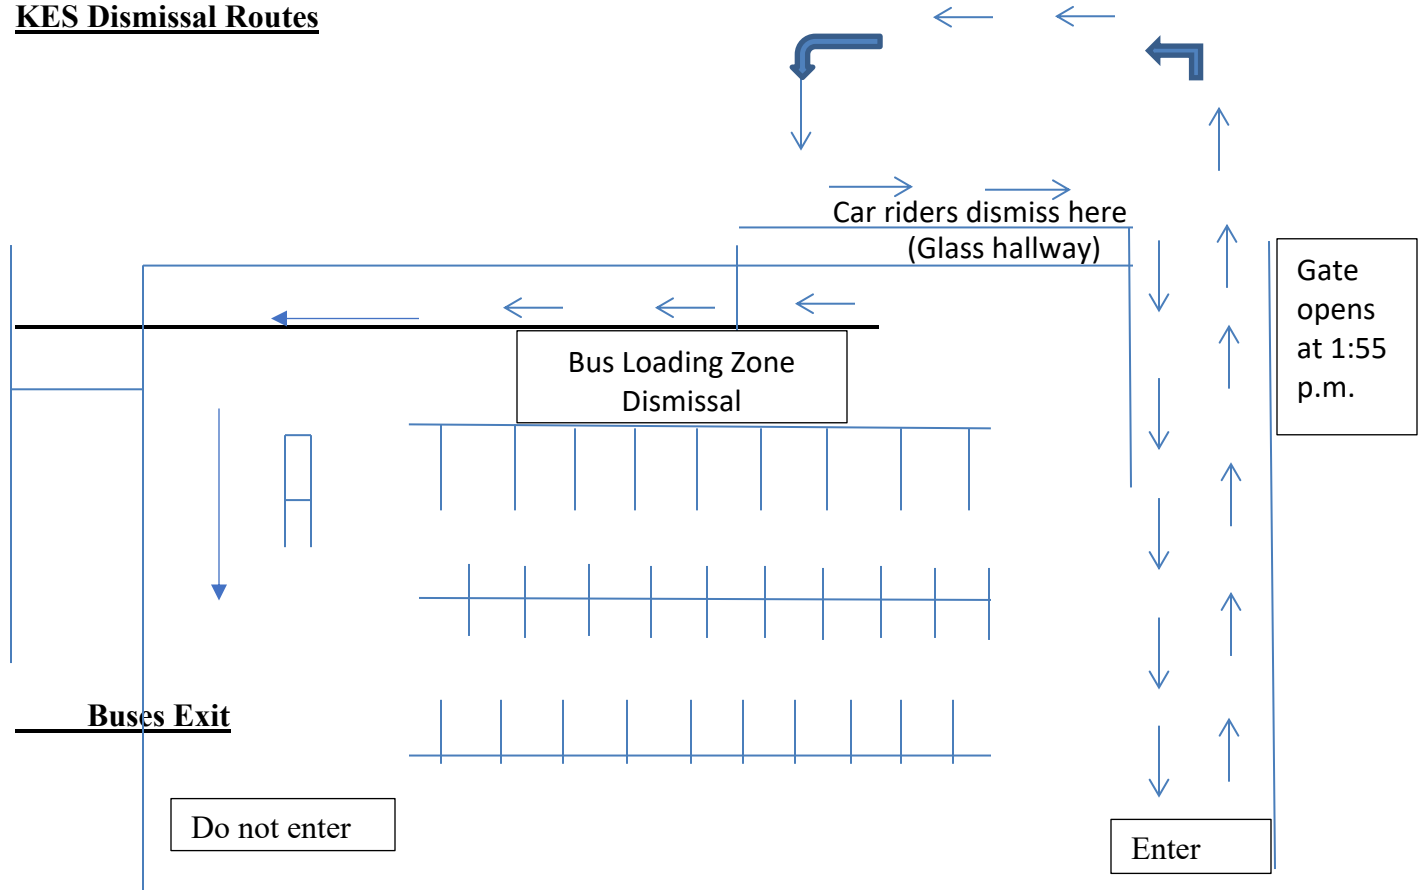 KES Dismissal Routes
Car riders dismiss here
(Glass hallway)
Gate
opens
at 1:55
p.m.
Bus Loading Zone
Dismissal
Buses Exit
Do not enter
Enter